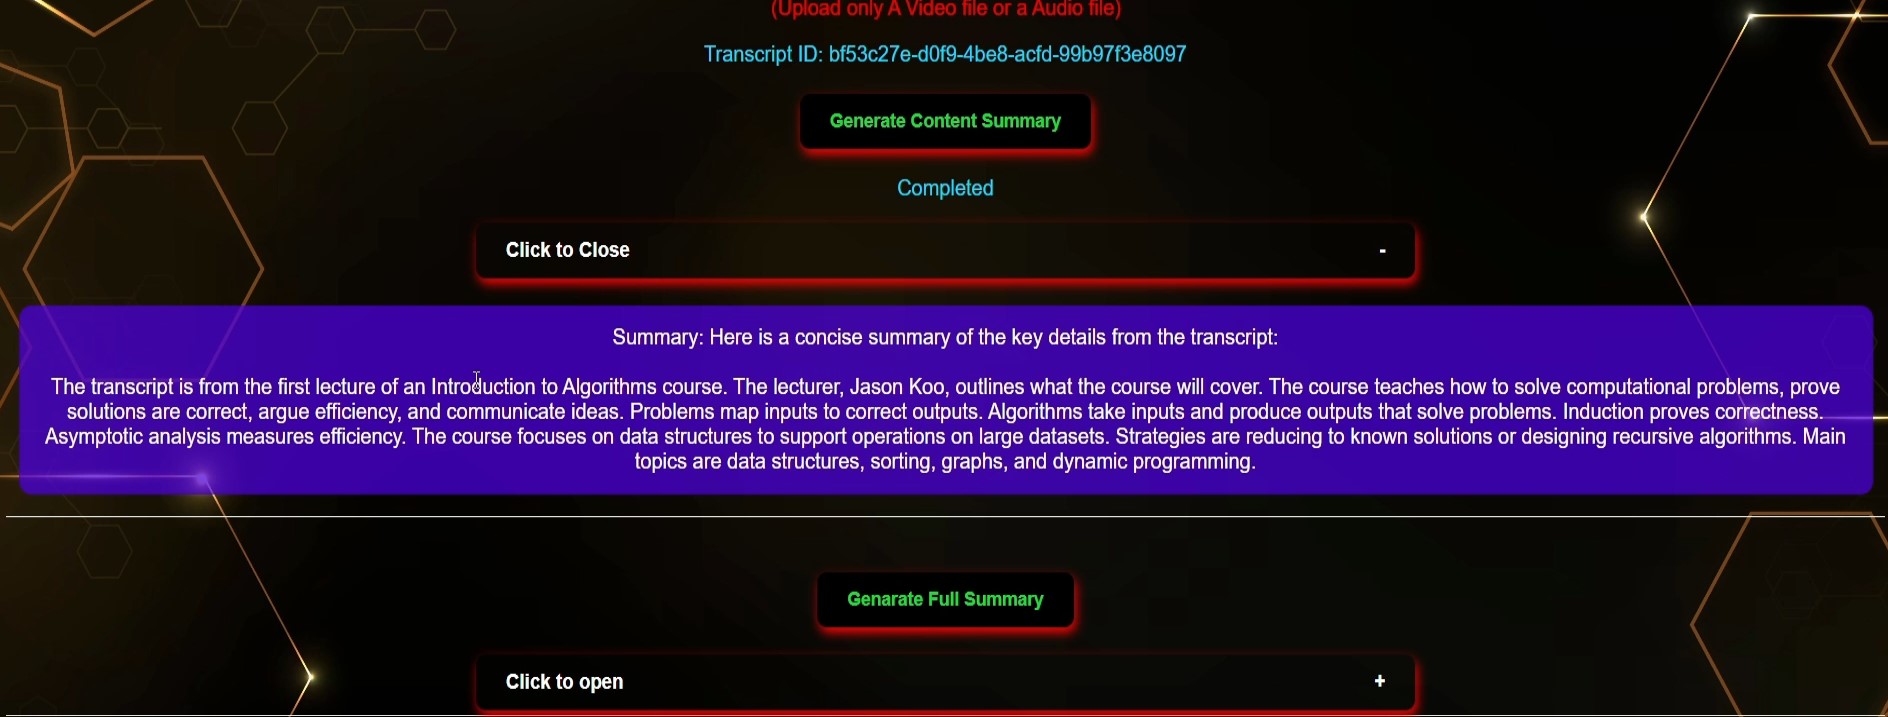 (Upload only A Video file or a Audio file)
Transcript ID: bf53c27e-d0f9-4be8-acfd-99b97f3e8097
Generate Content Summary
Completed
Click to Close -
Summary: Here is a concise summary of the key details from the transcript:
The transcript is from the first lecture of an Introduction to Algorithms course. The lecturer, Jason Koo, outlines what the course will cover. The course teaches how to solve computational problems, prove
solutions are correct, argue efficiency, and communicate ideas. Problems map inputs to correct outputs. Algorithms take inputs and produce outputs that solve problems. Induction proves correctness.
Asymptotic analysis measures efficiency. The course focuses on data structures to support operations on large datasets. Strategies are reducing to known solutions or designing recursive algorithms. Main
topics are data structures, sorting, graphs, and dynamic programming.
Genarate Full Summary
Click to open +